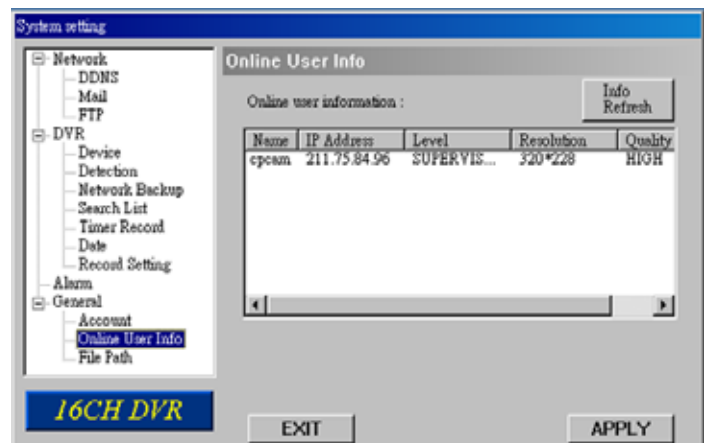 System setting
Network
DDNS
Mail
FTP
DVR
Device
Detection
Network Backup
Search List
Timer Record
Date
Record Setting
Alarm
General
Account
Online User Info
File Path
16CH DVR
Online User Info
Online user information :
Info
Refresh
Name IP Address Level Resolution Quality
cpcam 211.75.84.96 SUPERVIS... 320*228 HIGH
EXIT APPLY